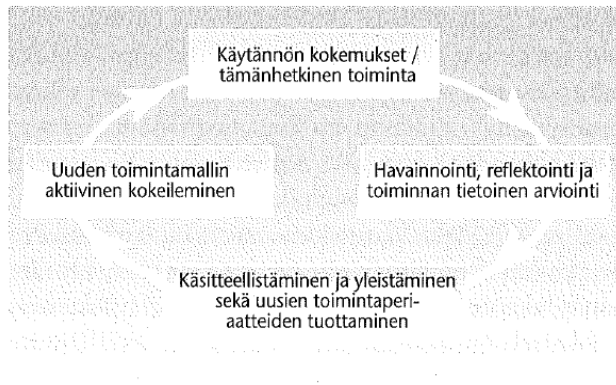 Käytännön kokemukset /
tämänhetkinen toiminta
Uuden toimintamallin
aktiivinen kokeileminen
Havainnointi, reflektointi ja
toiminnan tietoinen arviointi
Käsitteellistäminen ja yleistäminen
sekä uusien toimintaperi-
aatteiden tuottaminen